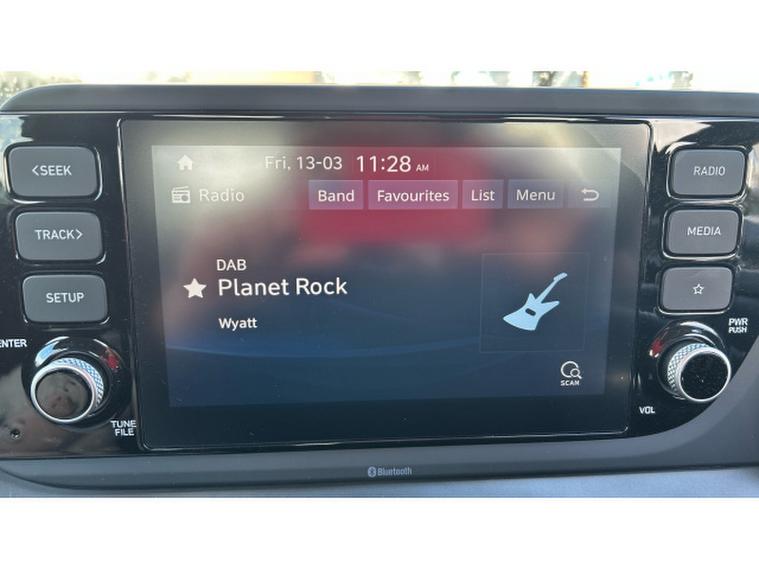 <SEEK
TRACK>
SETUP
ENTER
TUNE
FILE
Fri, 13-03 11:28 AM
Radio Band Favourites List Menu
DAB
Planet Rock
Wyatt
SCAN
RADIO
MEDIA
PWR
PUSH
VOL
Bluetooth